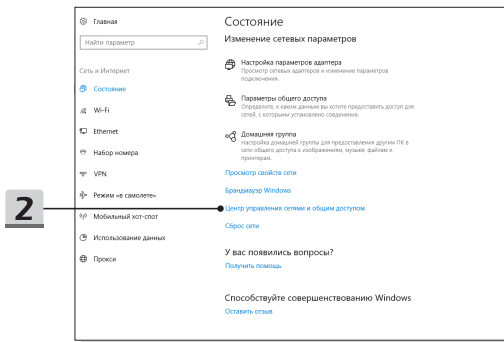 Главная
Найти параметр
Сеть и Интернет
Состояние
Wi-Fi
Ethernet
Набор номера
VPN
Режим «в самолете»
Мобильный хот-спот
Использование данных
Прокси
2
Состояние
Изменение сетевых параметров
Настройка параметров адаптера
Просмотр сетевых адаптеров и изменение параметров
подключения.
Параметры общего доступа
Определите, к каким данным вы хотите предоставить доступ для
сетей, с которыми установлено соединение.
Домашняя группа
Настройка домашней группы для предоставления другим ПК в
сети общего доступа к изображениям, музыке, файлам и
принтерам.
Просмотр свойств сети
Брандмауэр Windows
Центр управления сетями и общим доступом
Сброс сети
У вас появились вопросы?
Получить помощь
Способствуйте совершенствованию Windows
Оставить отзыв